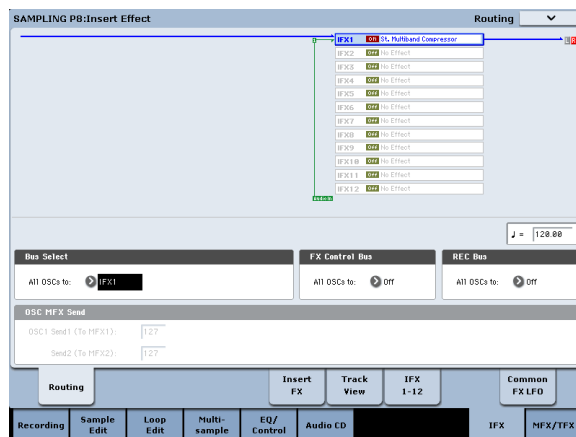 SAMPLING P8:Insert Effect
Routing
IFX1 On St. Multiband Compressor
L R
IFX2 Off No Effect
IFX3 Off No Effect
IFX4 Off No Effect
IFX5 Off No Effect
IFX6 Off No Effect
IFX7 Off No Effect
IFX8 Off No Effect
IFX9 Off No Effect
IFX10 Off No Effect
IFX11 Off No Effect
IFX12 Off No Effect
Audio In
♩ = 120.00
Bus Select
FX Control Bus
REC Bus
All OSCs to: IFX1
All OSCs to: Off
All OSCs to: Off
OSC MFX Send
OSC1 Send1 (To MFX1): 127
Send2 (To MFX2): 127
Routing
Insert FX
Track View
IFX 1-12
Common FX LFO
Recording
Sample Edit
Loop Edit
Multi-sample
EQ/Control
Audio CD
IFX
MFX/TFX